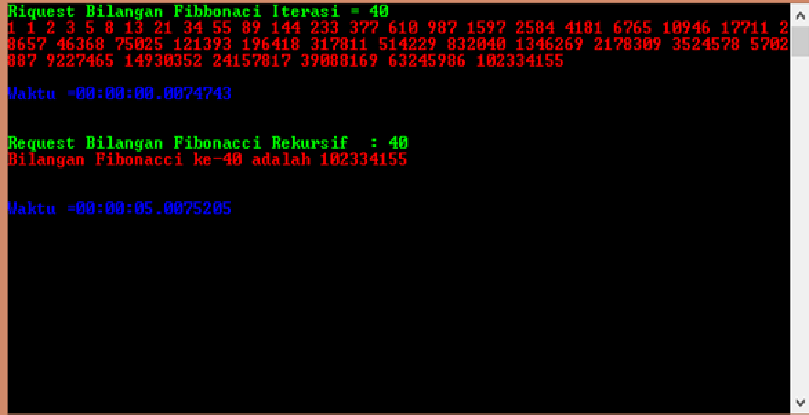 Riquest Bilangan Fibbonaci Iterasi = 40
1 1 2 3 5 8 13 21 34 55 89 144 233 377 610 987 1597 2584 4181 6765 10946 17711 2
8657 46368 75025 121393 196418 317811 514229 832040 1346269 2178309 3524578 5702
887 9227465 14930352 24157817 39088169 63245986 102334155
Waktu =00:00:00.0074743
Request Bilangan Fibonacci Rekursif : 40
Bilangan Fibonacci ke-40 adalah 102334155
Waktu =00:00:05.0075205